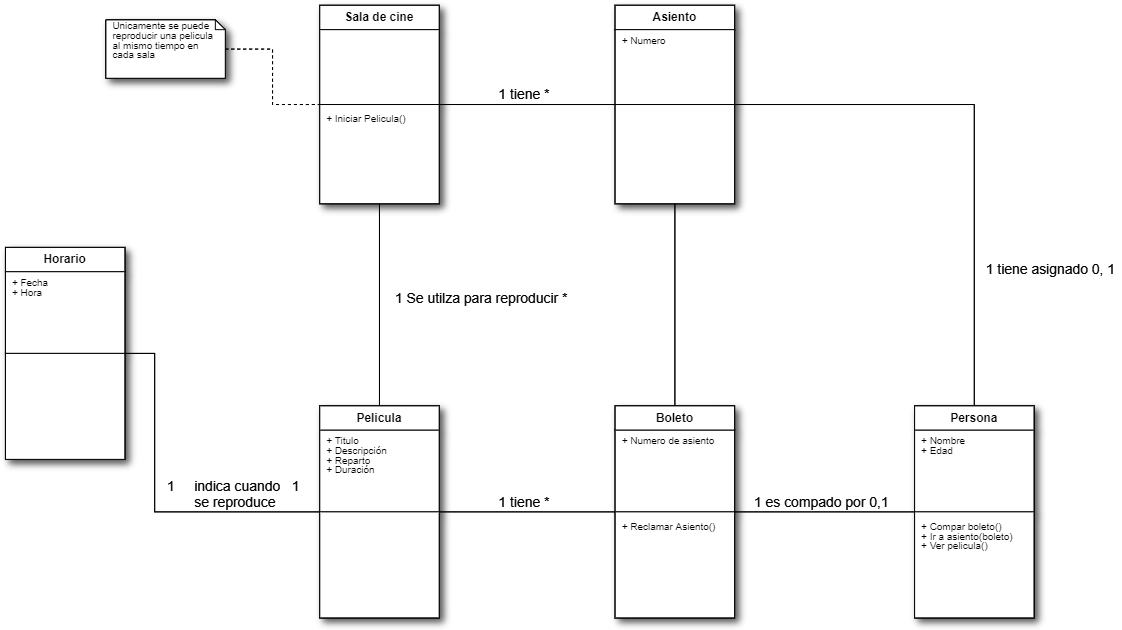 Unicamente se puede
reproducir una pelicula
al mismo tiempo en
cada sala
Sala de cine
+ Iniciar Pelicula()
1 tiene *
Asiento
+ Numero
1 tiene asignado 0, 1
Horario
+ Fecha
+ Hora
1 Se utilza para reproducir *
1 indica cuando 1
se reproduce
Pelicula
+ Titulo
+ Descripción
+ Reparto
+ Duración
1 tiene *
Boleto
+ Numero de asiento
+ Reclamar Asiento()
1 es compado por 0,1
Persona
+ Nombre
+ Edad
+ Compar boleto()
+ Ir a asiento(boleto)
+ Ver pelicula()